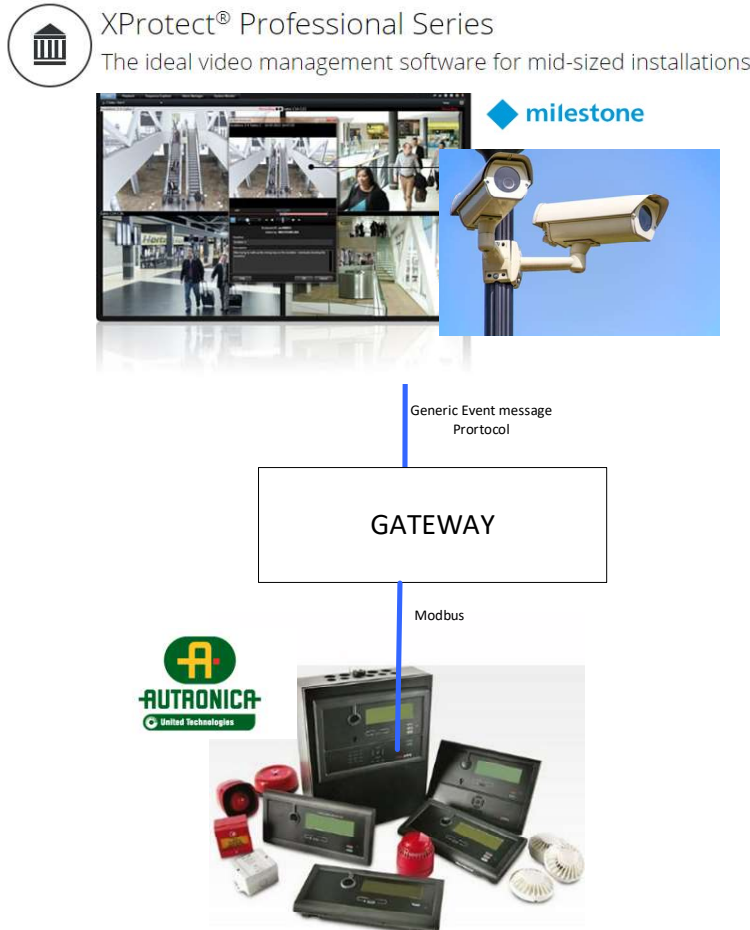 XProtect® Professional Series
The ideal video management software for mid-sized installations
milestone
Generic Event message
Prortocol
GATEWAY
Modbus
AUTRONICA
United Technologies